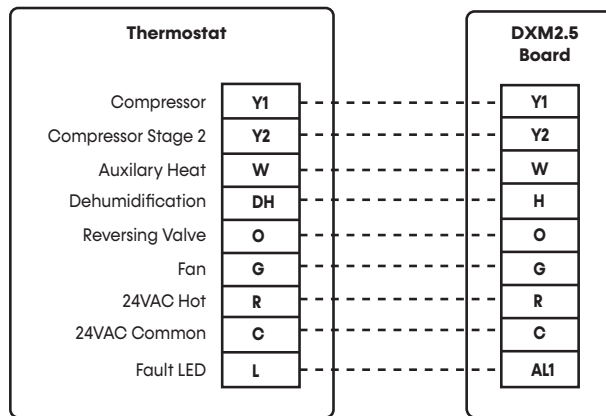 Thermostat
DXM2.5
Board
Compressor Y1 Y1
Compressor Stage 2 Y2 Y2
Auxilary Heat W W
Dehumidification DH H
Reversing Valve O O
Fan G G
24VAC Hot R R
24VAC Common C C
Fault LED L AL1